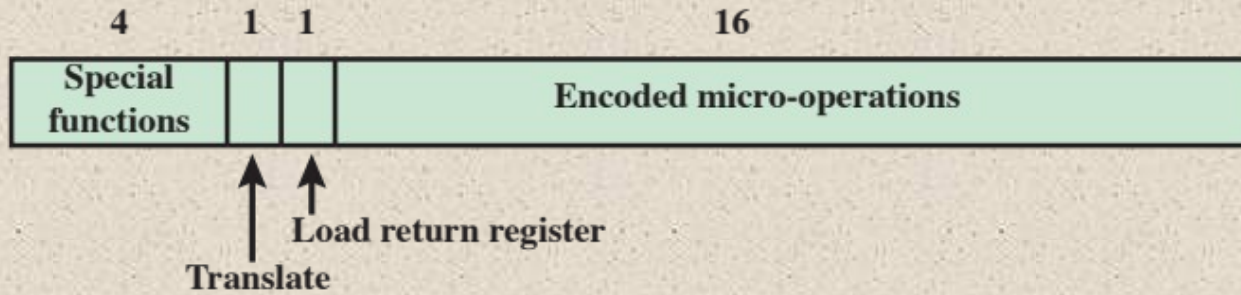 4 1 1 16
Special
functions
Encoded micro-operations
Load return register
Translate